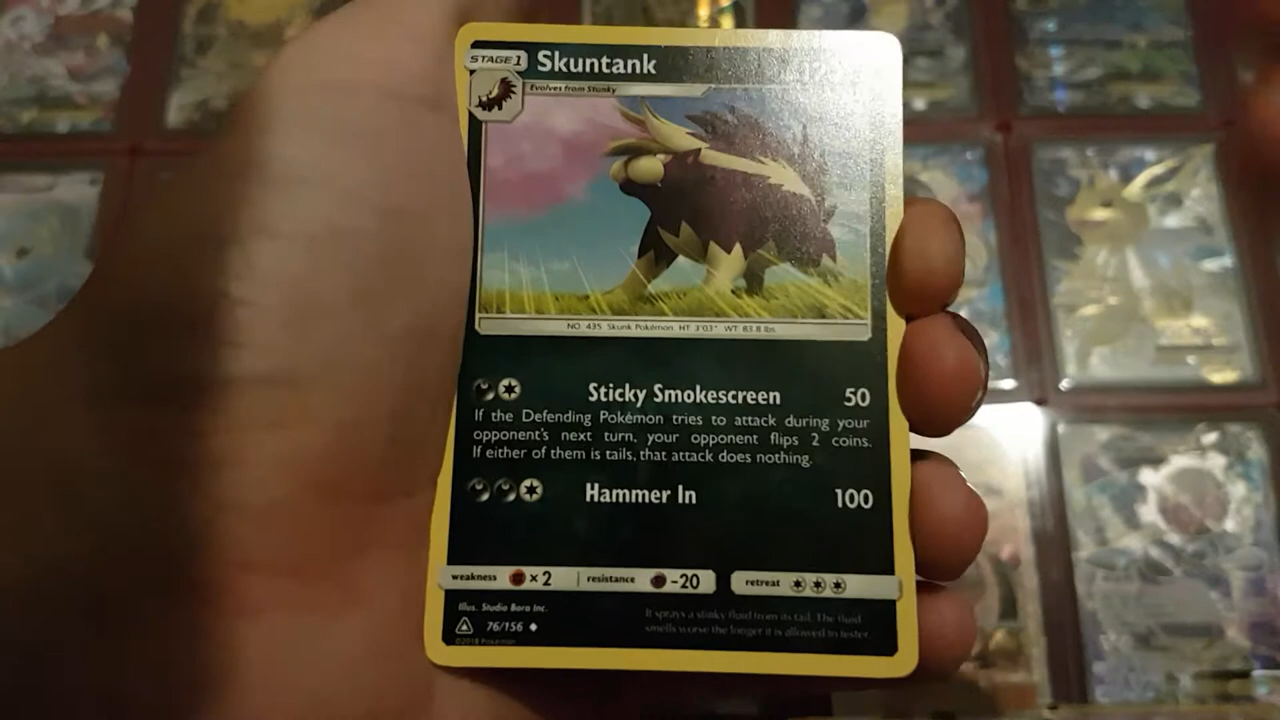 STAGE 1 Skuntank
Evolves from Stunky
NO. 435 Skunk Pokémon HT 3'03" WT 83.8 lbs.
Sticky Smokescreen 50
If the Defending Pokémon tries to attack during your
opponent's next turn, your opponent flips 2 coins.
If either of them is tails, that attack does nothing.
Hammer In 100
weakness ×2 resistance -20 retreat
Illus. Studio Bora Inc.
It sprays a stinky fluid from its tail. The fluid
76/156
smells worse the longer it is allowed to fester.
©2018 Pokémon